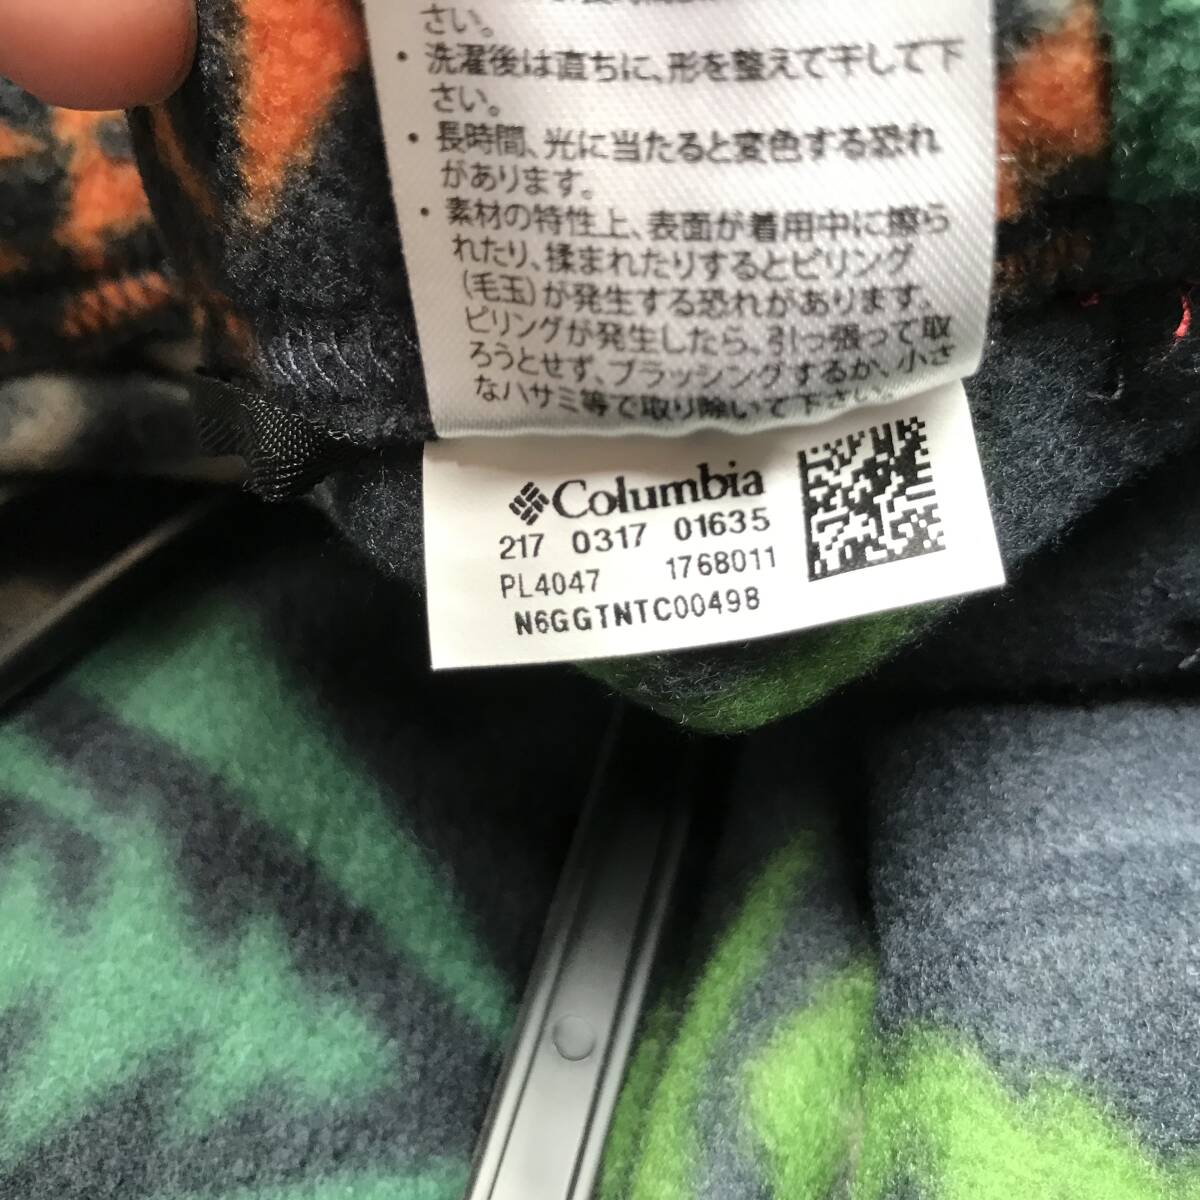 さい。
・洗濯後は直ちに、形を整えて干して下
さい。
・長時間、光に当たると変色する恐れ
があります。
・素材の特性上、表面が着用中に擦ら
れたり、揉まれたりするとピリング
(毛玉)が発生する恐れがあります。
ピリングが発生したら、引っ張って取
ろうとせず、ブラッシングするか、小さ
なハサミ等で取り除いて下さい。
Columbia
217 0317 01635
PL4047 1768011
N6GGTNTC00498